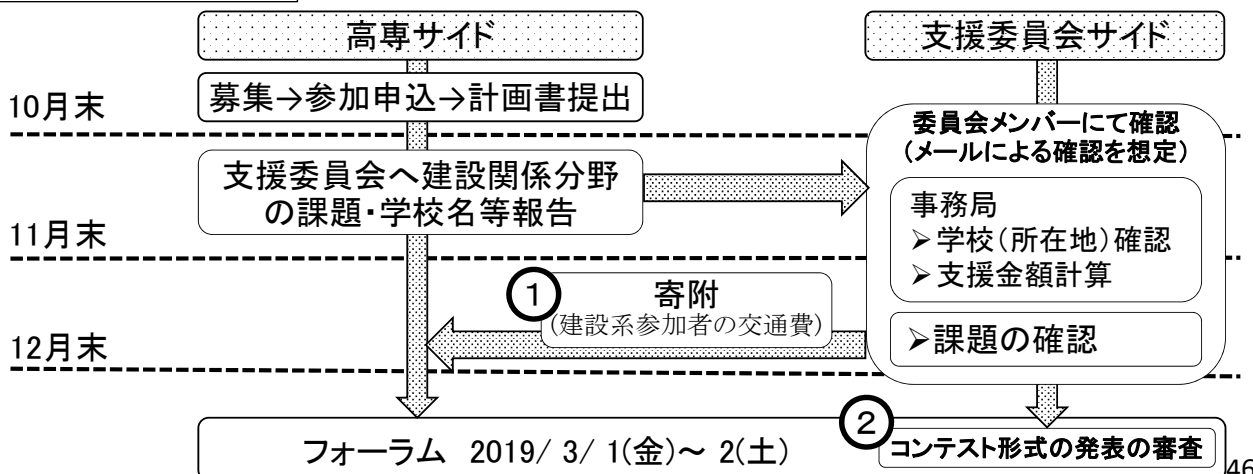 高専サイド
支援委員会サイド
募集→参加申込→計画書提出
10月末
委員会メンバーにて確認
(メールによる確認を想定)
支援委員会へ建設関係分野
の課題・学校名等報告
事務局
➢学校(所在地)確認
➢支援金額計算
11月末
① 寄附
(建設系参加者の交通費)
➢課題の確認
12月末
フォーラム 2019/ 3/ 1(金)～ 2(土)
② コンテスト形式の発表の審査
46